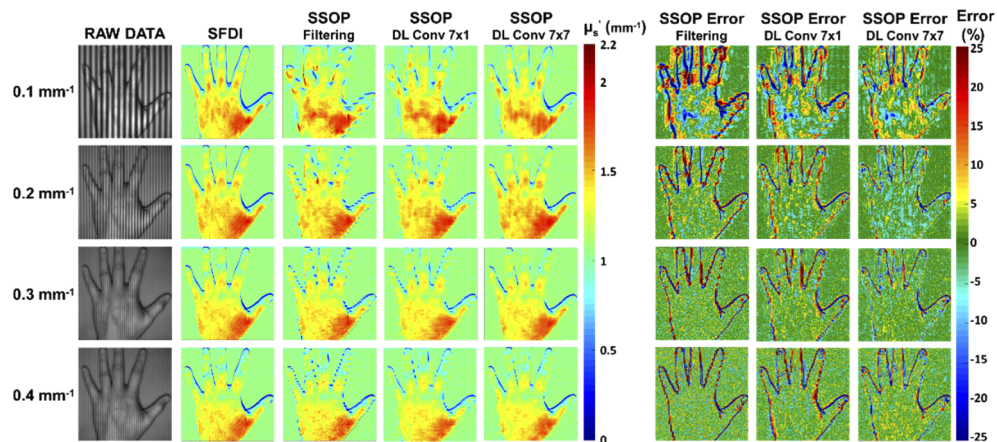 RAW DATA
SFDI
SSOP
Filtering
SSOP
DL Conv 7x1
SSOP
DL Conv 7x7
μs' (mm-1)
SSOP Error
Filtering
SSOP Error
DL Conv 7x1
SSOP Error
DL Conv 7x7
Error
(%)
0.1 mm-1
0.2 mm-1
0.3 mm-1
0.4 mm-1
2.2
2
1.5
1
0.5
0
25
20
15
10
5
0
-5
-10
-15
-20
-25